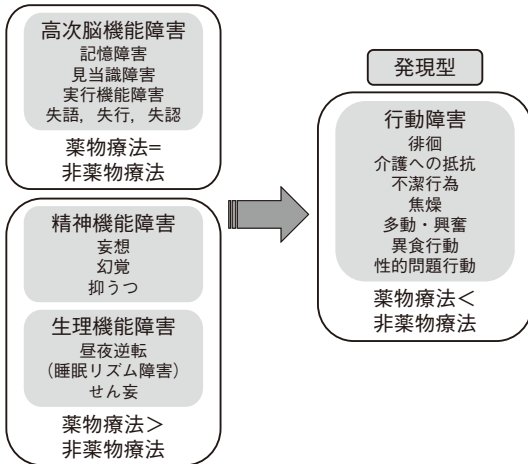 高次脳機能障害
記憶障害
見当識障害
実行機能障害
失語，失行，失認
薬物療法=
非薬物療法
精神機能障害
妄想
幻覚
抑うつ
生理機能障害
昼夜逆転
（睡眠リズム障害）
せん妄
薬物療法＞
非薬物療法
発現型
行動障害
徘徊
介護への抵抗
不潔行為
焦燥
多動・興奮
異食行動
性的問題行動
薬物療法＜
非薬物療法